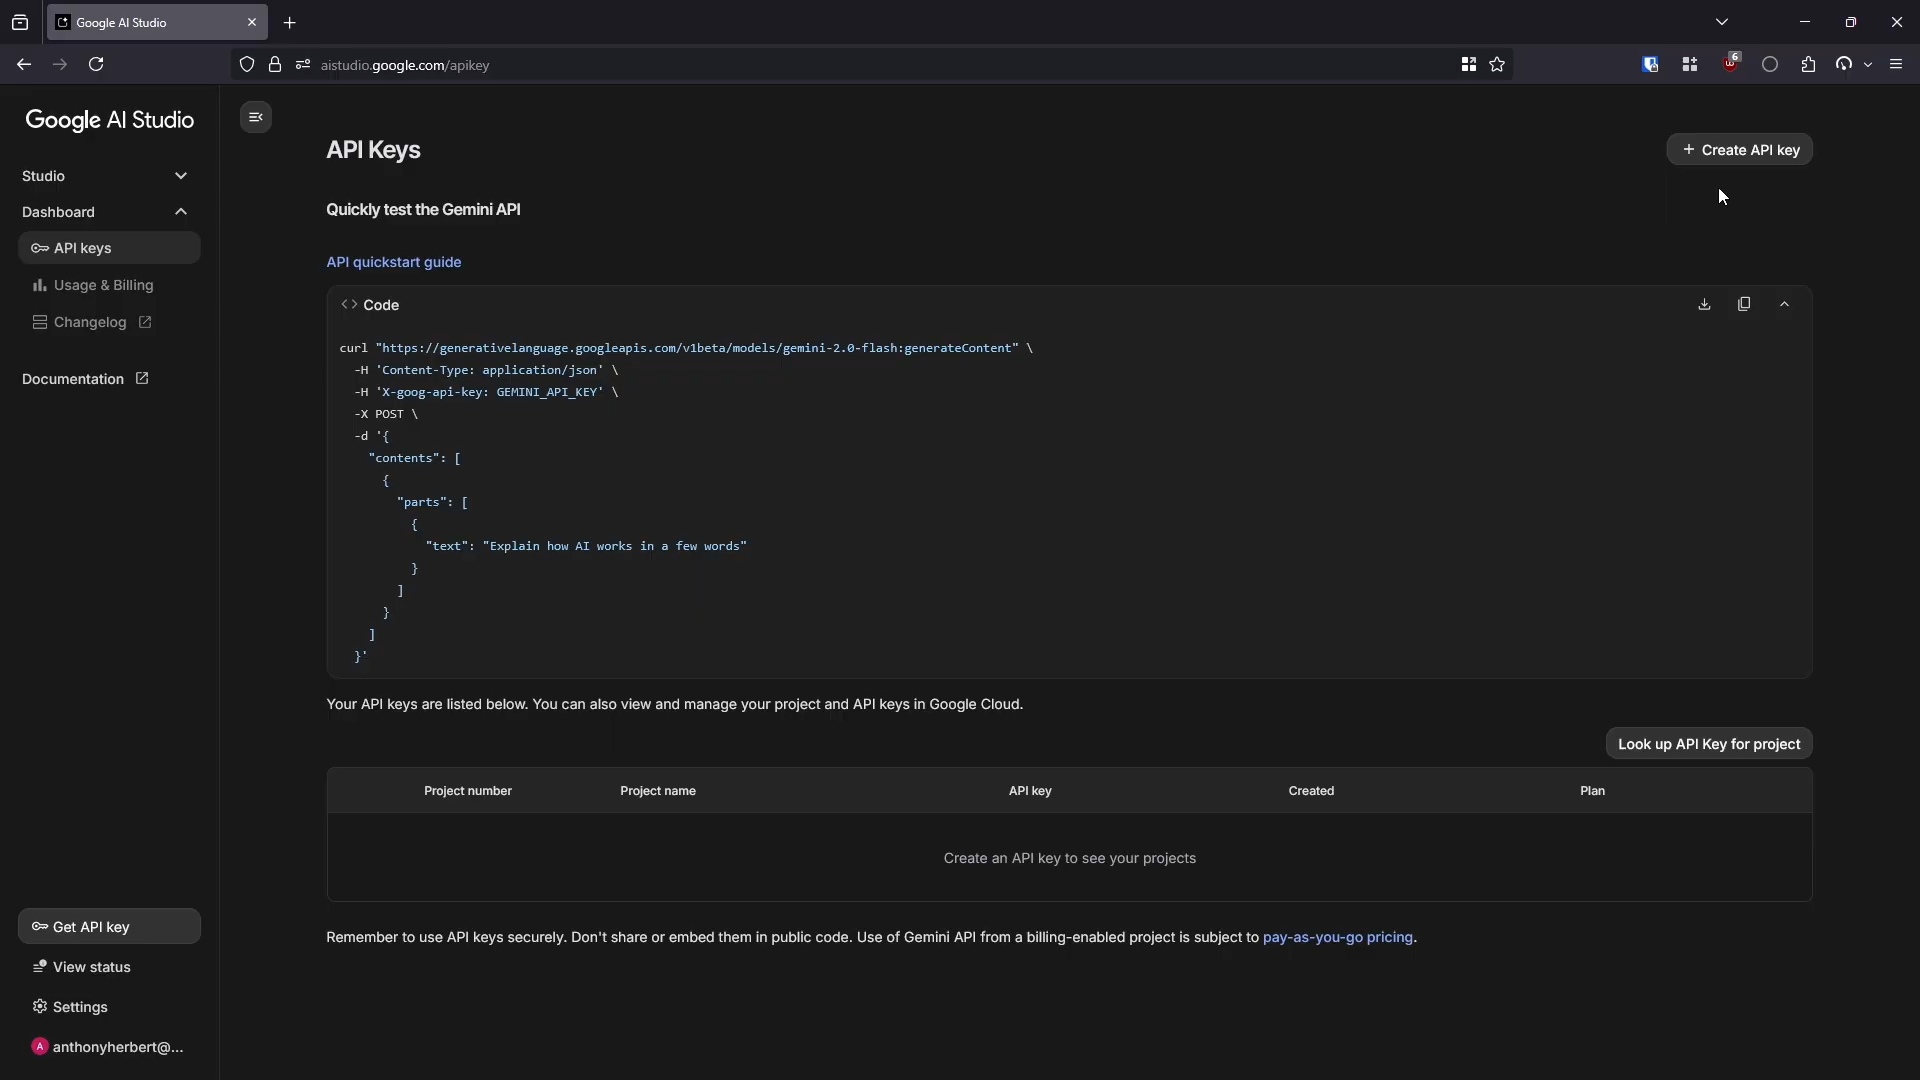 Google AI Studio
aistudio.google.com/apikey
6
Google AI Studio
Studio
Dashboard
API keys
Usage & Billing
Changelog
Documentation
Get API key
View status
Settings
A anthonyherbert@...
API Keys
+ Create API key
Quickly test the Gemini API
API quickstart guide
<> Code
curl "https://generativelanguage.googleapis.com/v1beta/models/gemini-2.0-flash:generateContent" \
-H 'Content-Type: application/json' \
-H 'X-goog-api-key: GEMINI_API_KEY' \
-X POST \
-d '{
"contents": [
{
"parts": [
{
"text": "Explain how AI works in a few words"
}
]
}
]
}'
Your API keys are listed below. You can also view and manage your project and API keys in Google Cloud.
Look up API Key for project
Project number Project name API key Created Plan
Create an API key to see your projects
Remember to use API keys securely. Don't share or embed them in public code. Use of Gemini API from a billing-enabled project is subject to pay-as-you-go pricing.